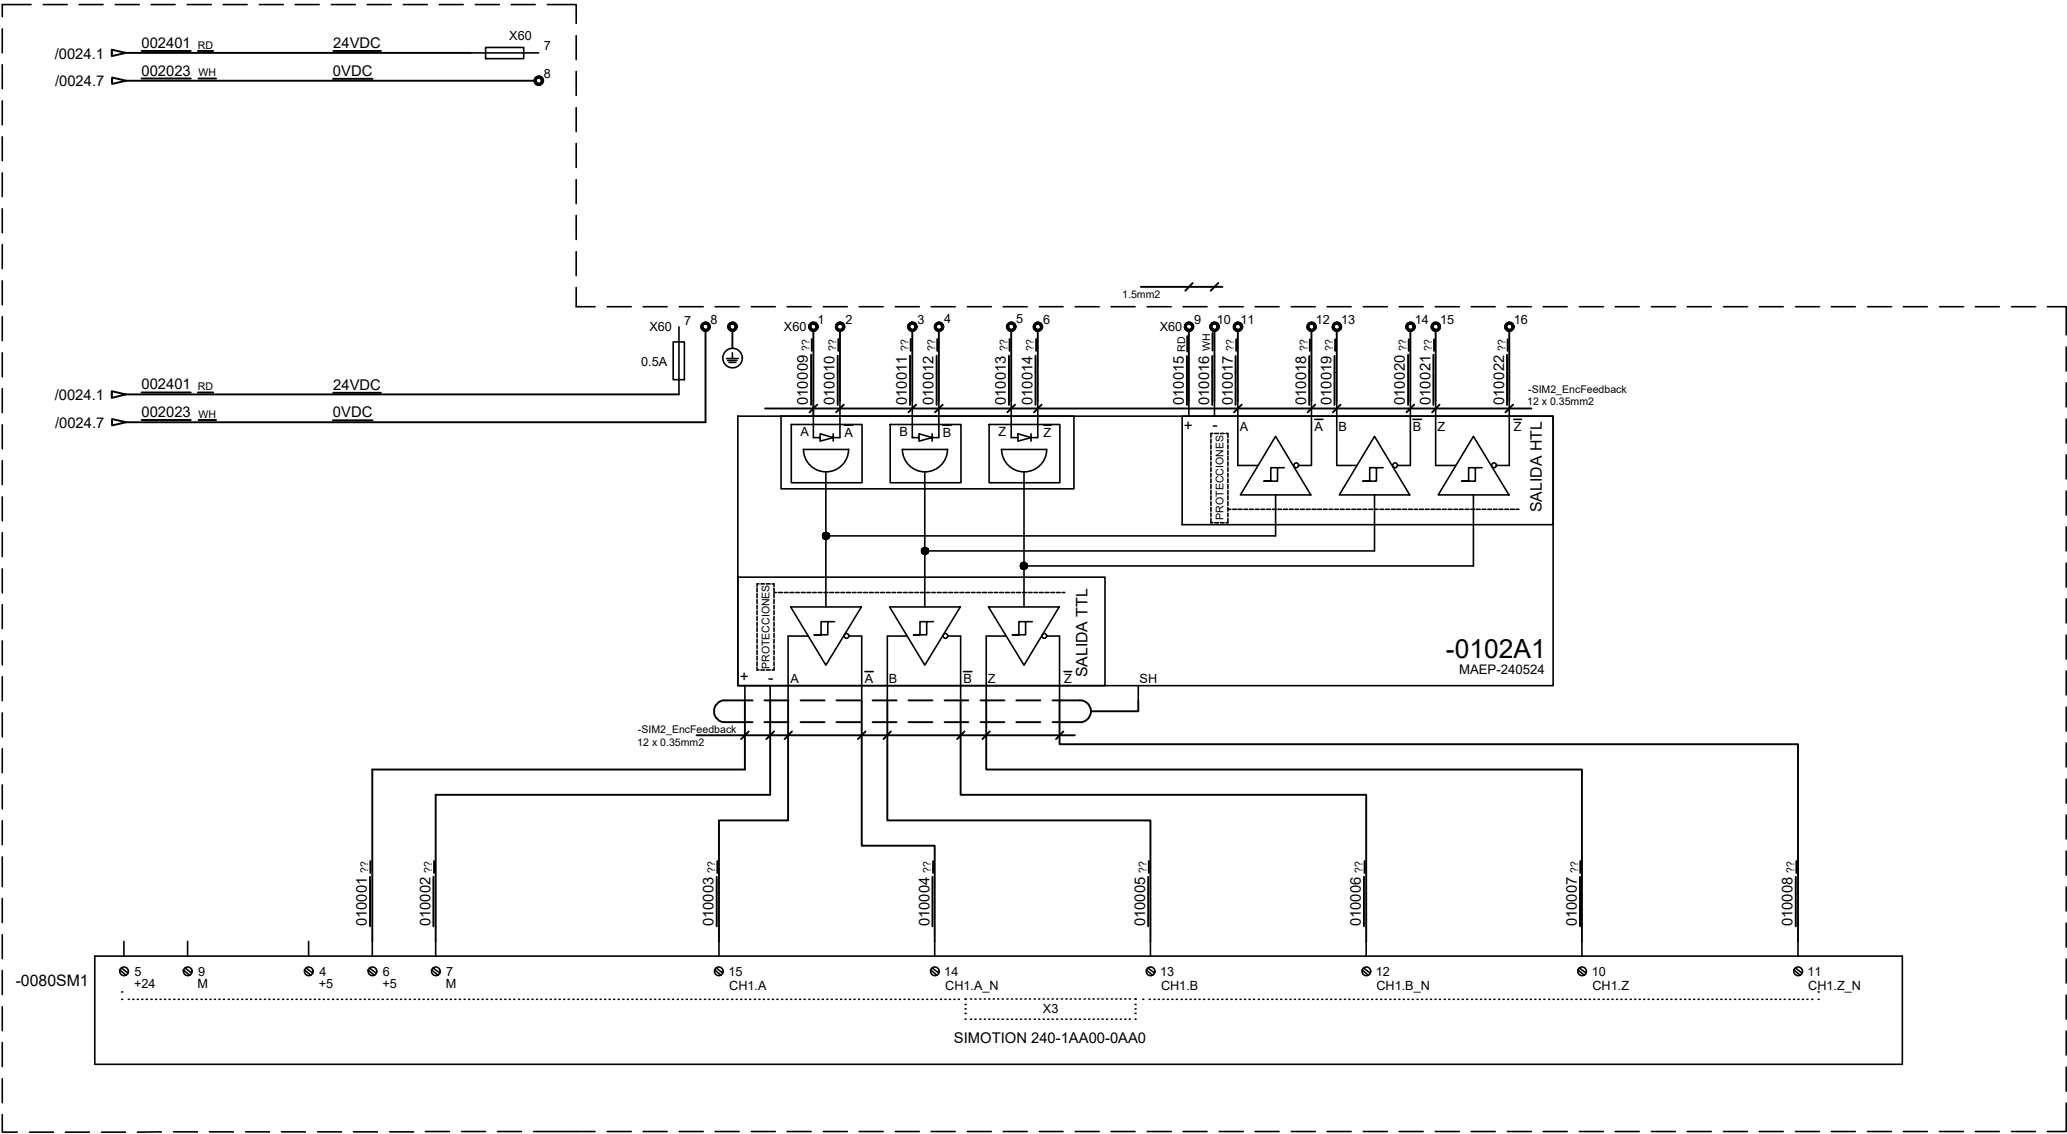 /0024.1 002401 RD 24VDC X60 7
/0024.7 002023 WH 0VDC 8
1.5mm2
X60 7 8 X60 1 2 3 4 5 6 X60 9 10 11 12 13 14 15 16
0.5A
010009 ?? 010010 ?? 010011 ?? 010012 ?? 010013 ?? 010014 ?? 010015 RD 010016 WH 010017 ?? 010018 ?? 010019 ?? 010020 ?? 010021 ?? 010022 ??
/0024.1 002401 RD 24VDC
/0024.7 002023 WH 0VDC
-SIM2_EncFeedback
12 x 0.35mm2
A A̅ B B̅ Z Z̅ + - A A̅ B B̅ Z Z̅
PROTECCIONES
SALIDA HTL
PROTECCIONES
SALIDA TTL
-0102A1
MAEP-240524
+ - A A̅ B B̅ Z Z̅ SH
-SIM2_EncFeedback
12 x 0.35mm2
010001 ?? 010002 ?? 010003 ?? 010004 ?? 010005 ?? 010006 ?? 010007 ?? 010008 ??
-0080SM1 5 9 4 6 7 15 14 13 12 10 11
+24 M +5 +5 M CH1.A CH1.A_N CH1.B CH1.B_N CH1.Z CH1.Z_N
X3
SIMOTION 240-1AA00-0AA0